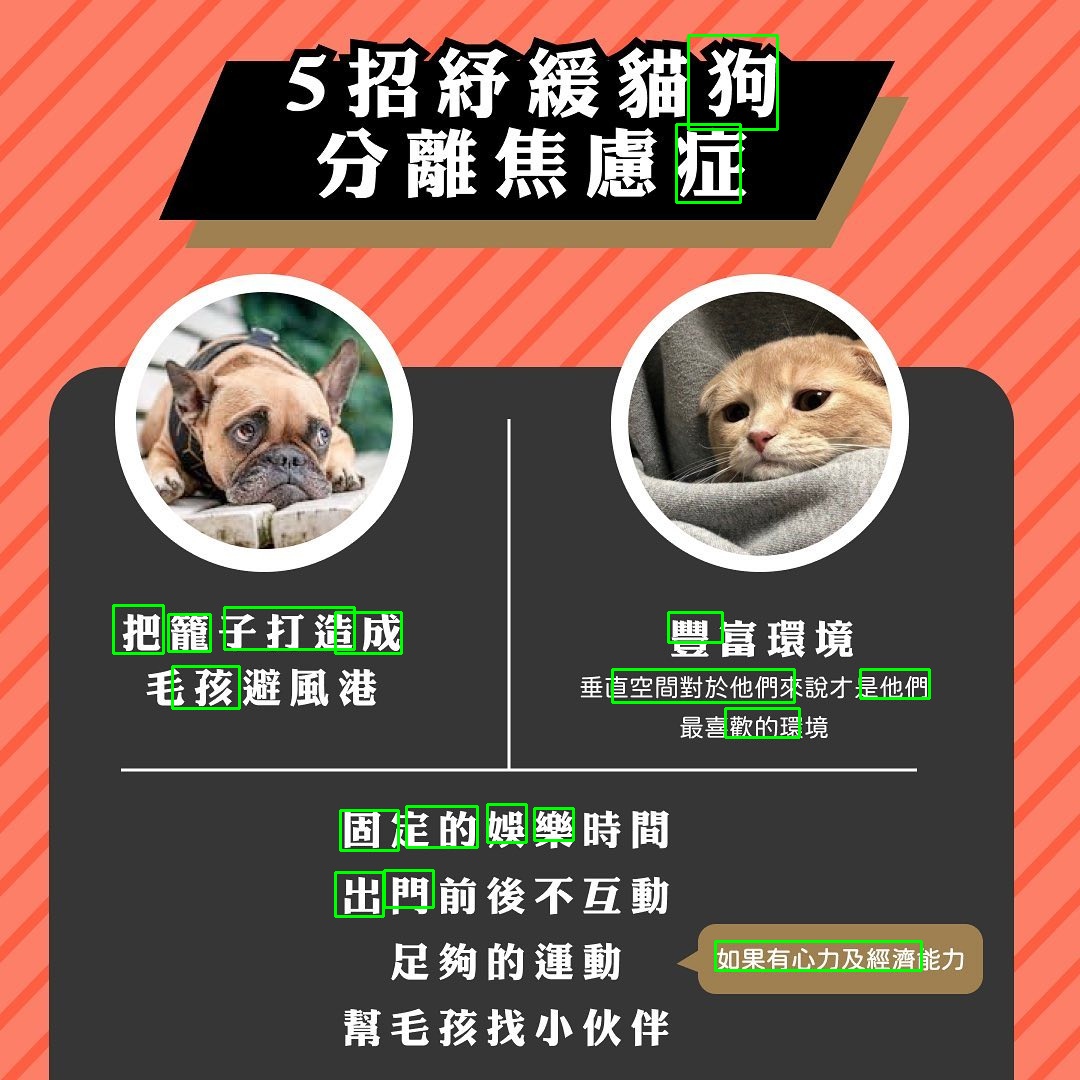 5招紓緩貓狗
分離焦慮症
把籠子打造成
毛孩避風港
豐富環境
垂直空間對於他們來說才是他們
最喜歡的環境
固定的娛樂時間
出門前後不互動
足夠的運動
如果有心力及經濟能力
幫毛孩找小伙伴